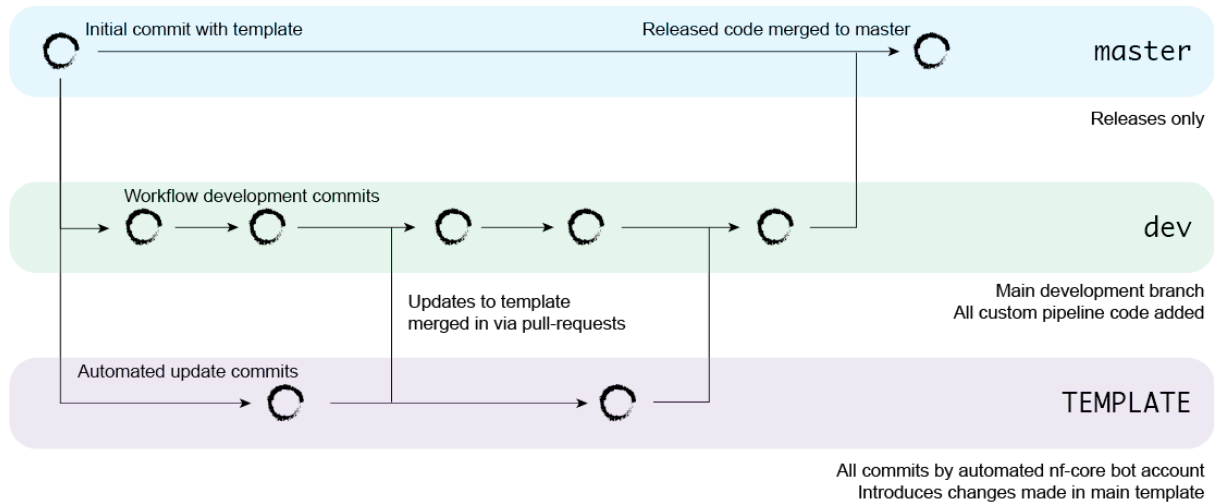 Initial commit with template
Released code merged to master
master
Releases only
Workflow development commits
dev
Main development branch
All custom pipeline code added
Updates to template
merged in via pull-requests
Automated update commits
TEMPLATE
All commits by automated nf-core bot account
Introduces changes made in main template